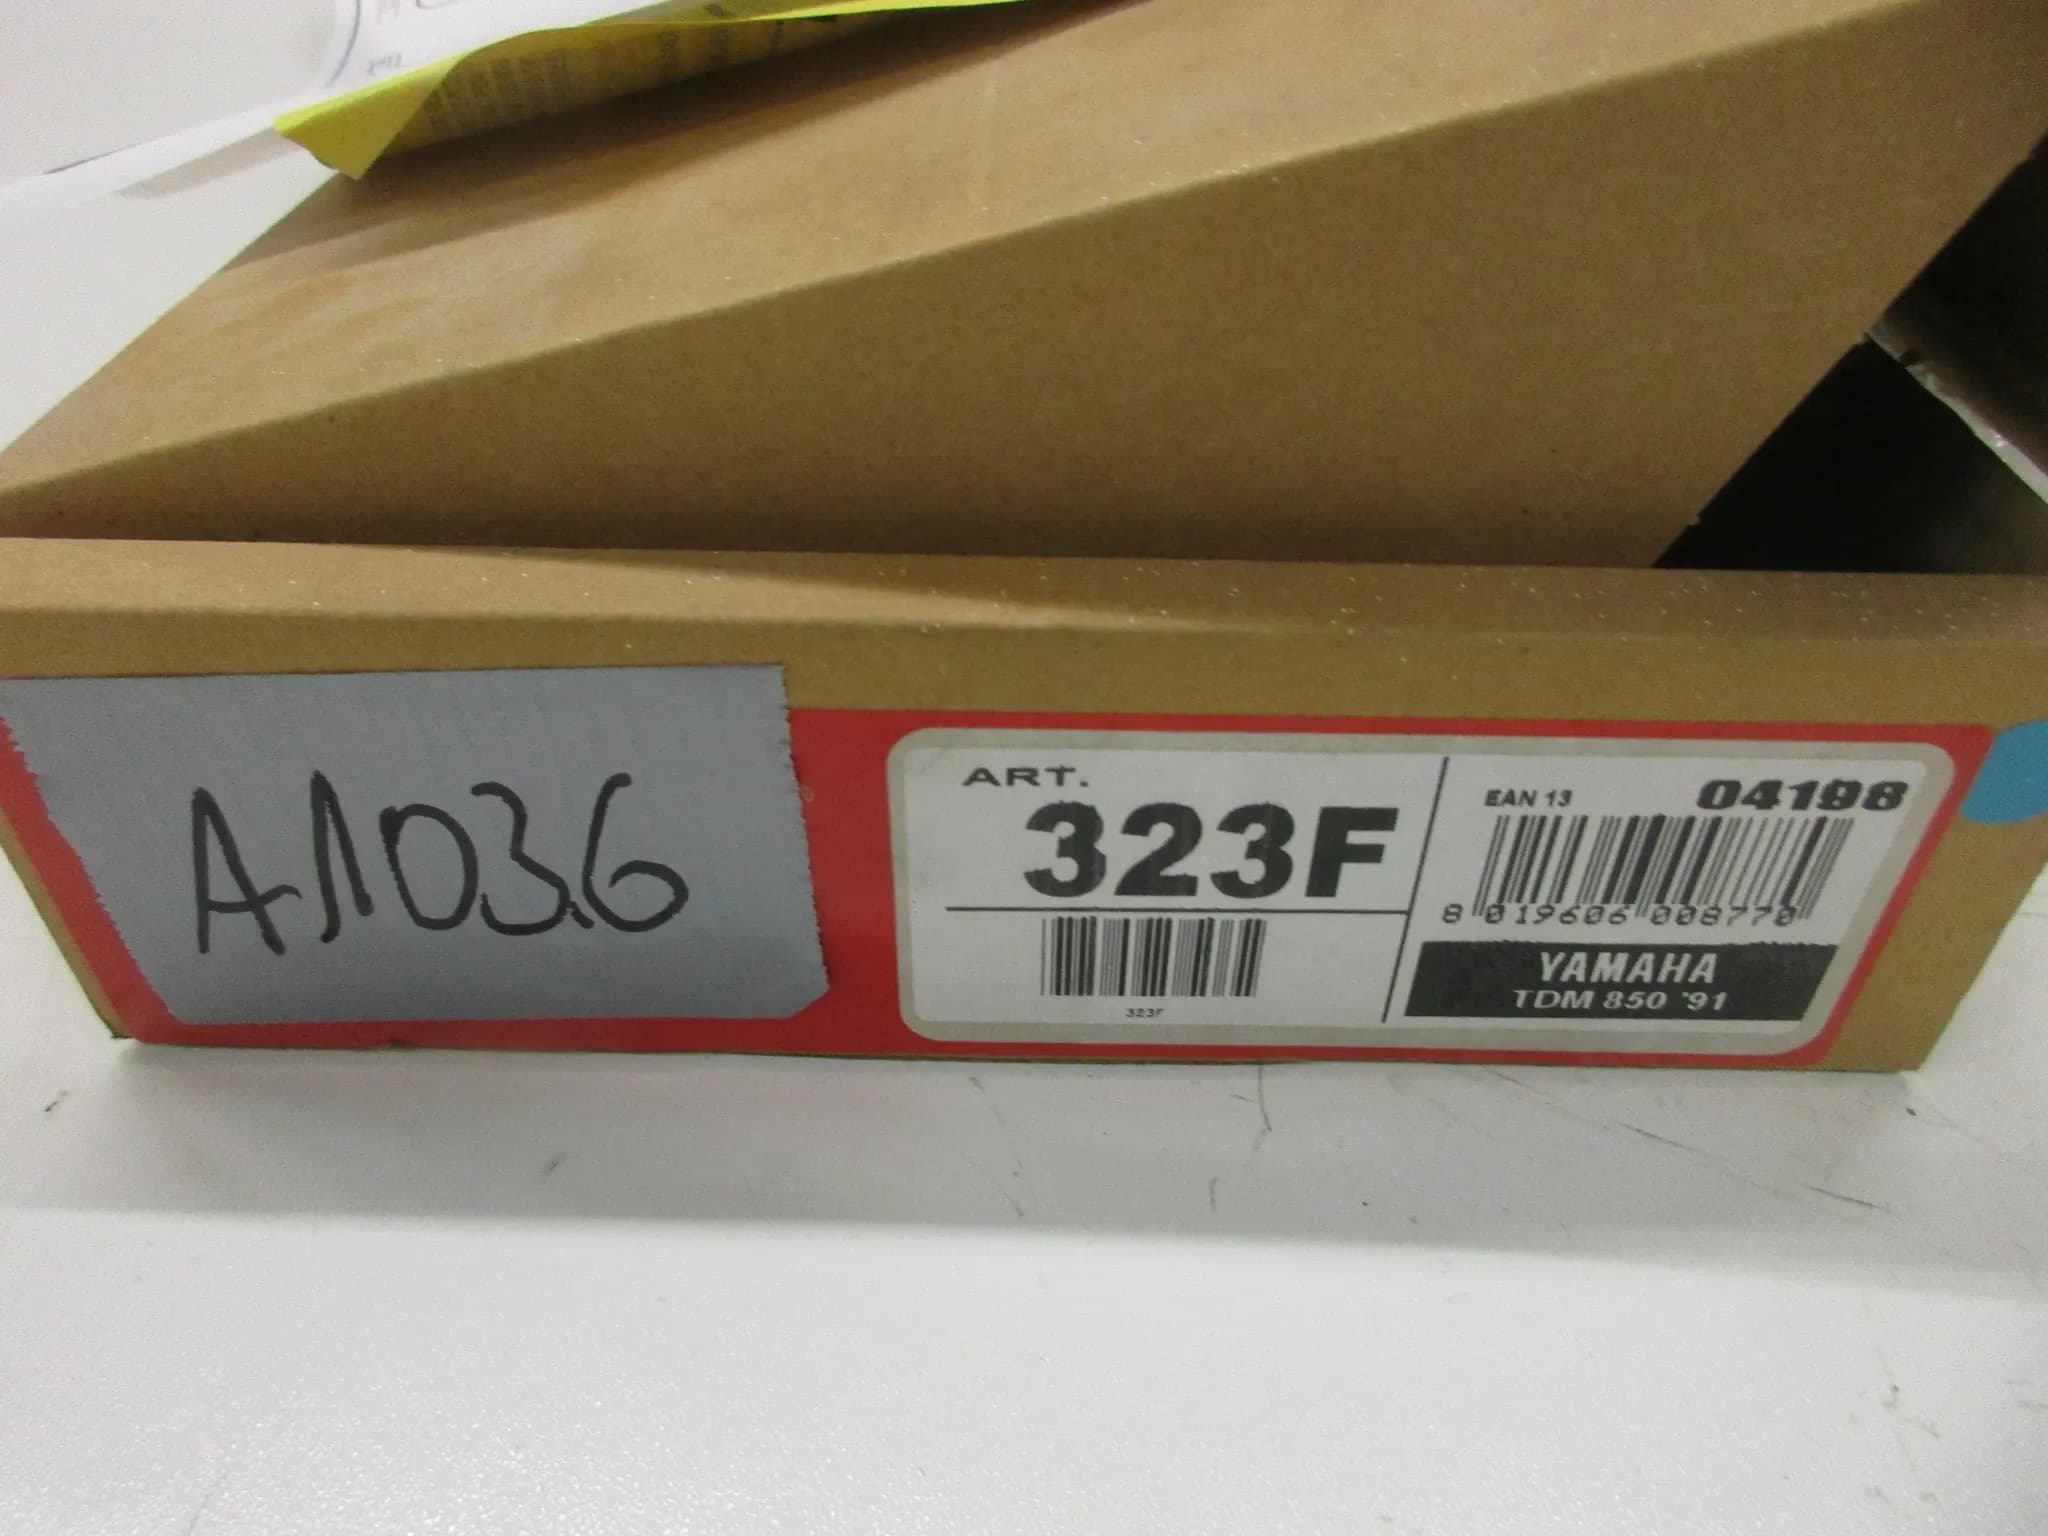 A1036
ART.
323F
323F
EAN 13
04198
8 019606 008770
YAMAHA
TDM 850 '91